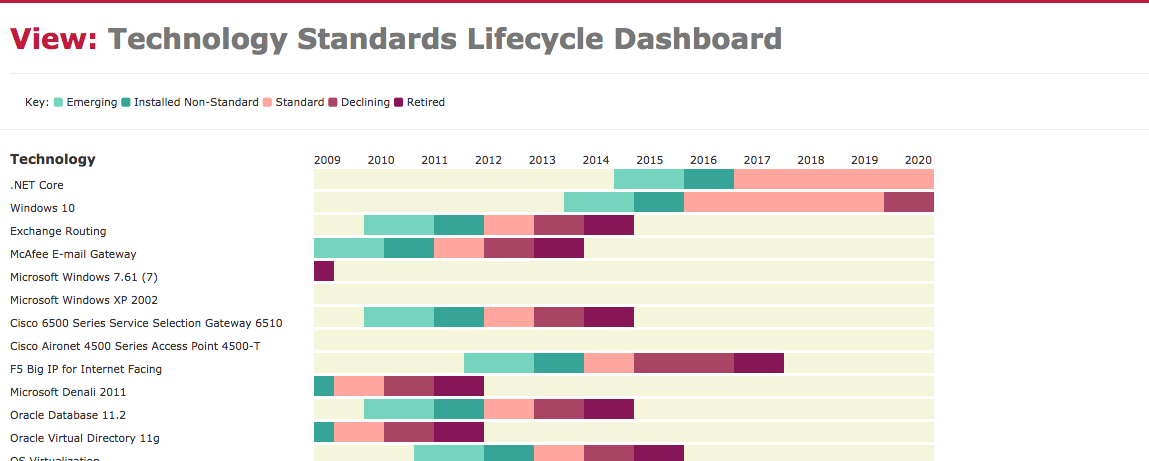 View: Technology Standards Lifecycle Dashboard
Key: Emerging Installed Non-Standard Standard Declining Retired
Technology 2009 2010 2011 2012 2013 2014 2015 2016 2017 2018 2019 2020
.NET Core
Windows 10
Exchange Routing
McAfee E-mail Gateway
Microsoft Windows 7.61 (7)
Microsoft Windows XP 2002
Cisco 6500 Series Service Selection Gateway 6510
Cisco Aironet 4500 Series Access Point 4500-T
F5 Big IP for Internet Facing
Microsoft Denali 2011
Oracle Database 11.2
Oracle Virtual Directory 11g
OS Virtualization